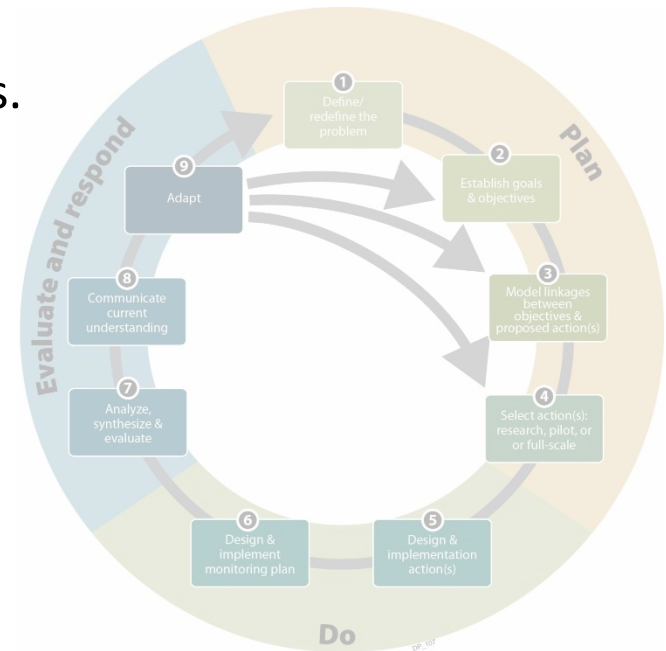 s.
Plan
Evaluate and respond
Do
1
Define/
redefine the
problem
2
Establish goals
& objectives
3
Model linkages
between
objectives &
proposed action(s)
4
Select action(s):
research, pilot, or
or full-scale
5
Design &
implementation
action(s)
6
Design &
implement
monitoring plan
7
Analyze,
synthesize &
evaluate
8
Communicate
current
understanding
9
Adapt